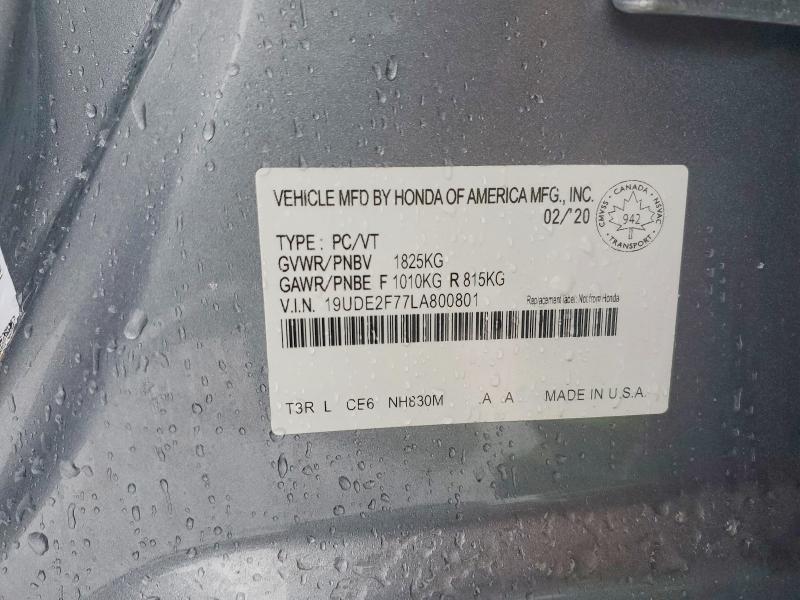 VEHICLE MFD BY HONDA OF AMERICA MFG., INC.
02/'20
CMVSS · CANADA · NSVAC
942
TRANSPORT
TYPE : PC/VT
GVWR/PNBV 1825KG
GAWR/PNBE F 1010KG R 815KG
V.I.N. 19UDE2F77LA800801
Replacement label: Not from Honda
T3R L CE6 NH830M .A .A MADE IN U.S.A.